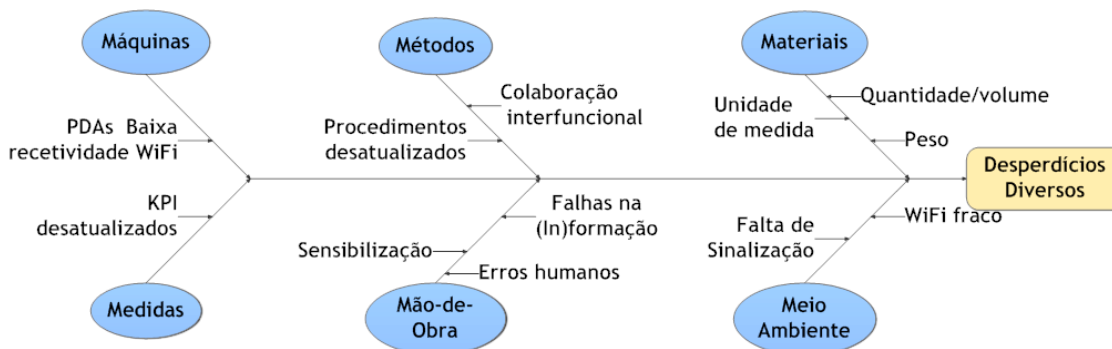 Máquinas
Métodos
Materiais
Colaboração
interfuncional
Quantidade/volume
Unidade
de medida
PDAs Baixa
recetividade WiFi
Procedimentos
desatualizados
Peso
Desperdícios
Diversos
KPI
desatualizados
Falhas na
(In)formação
WiFi fraco
Falta de
Sinalização
Sensibilização
Erros humanos
Medidas
Mão-de-
Obra
Meio
Ambiente